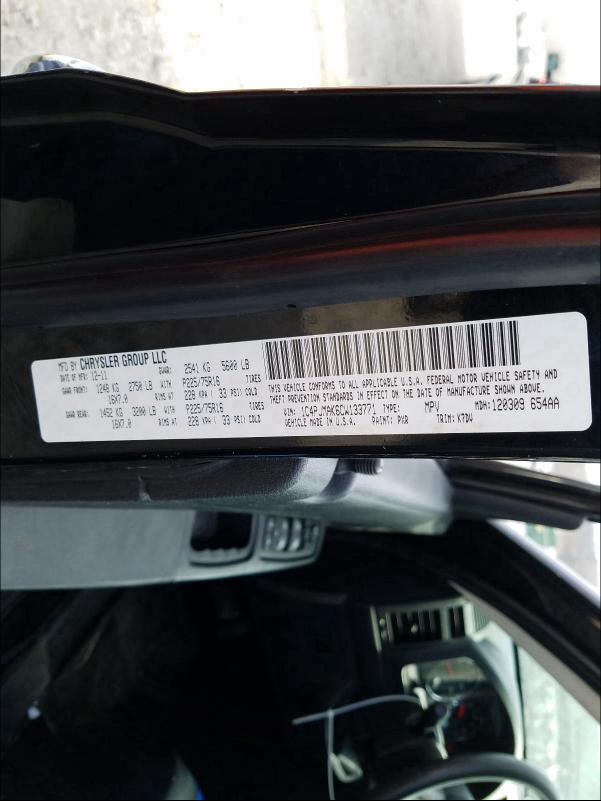 MFD BY CHRYSLER GROUP LLC
DATE OF MFR: 12-11 GVWR: 2541 KG 5600 LB
GAWR FRONT: 1248 KG 2750 LB WITH P225/75R16 TIRES
16X7.0 RIMS AT 228 KPA ( 33 PSI) COLD
GAWR REAR: 1452 KG 3200 LB WITH P225/75R16 TIRES
16X7.0 RIMS AT 228 KPA ( 33 PSI) COLD
THIS VEHICLE CONFORMS TO ALL APPLICABLE U.S.A. FEDERAL MOTOR VEHICLE SAFETY AND
THEFT PREVENTION STANDARDS IN EFFECT ON THE DATE OF MANUFACTURE SHOWN ABOVE.
VIN: 1C4PJMAK6CW133771 TYPE: MPV MDH: 120309 654AA
VEHICLE MADE IN U.S.A. PAINT: PXR TRIM: K7DV